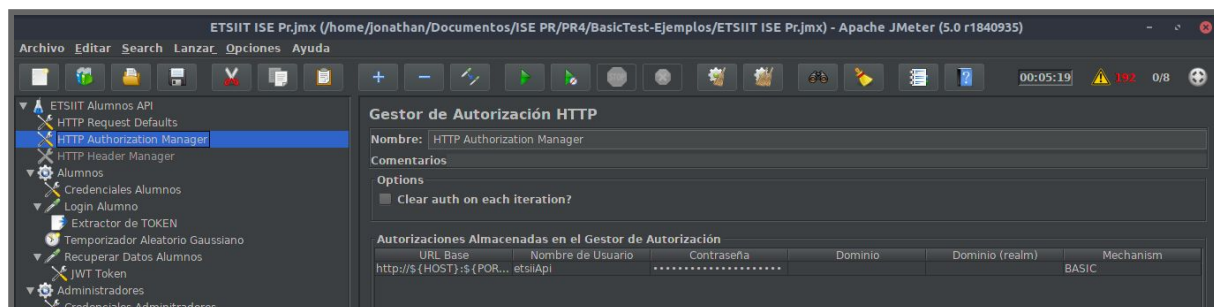 ETSIIT ISE Pr.jmx (/home/jonathan/Documentos/ISE PR/PR4/BasicTest-Ejemplos/ETSIIT ISE Pr.jmx) - Apache JMeter (5.0 r1840935)
Archivo Editar Search Lanzar Opciones Ayuda
00:05:19 192 0/8
ETSIIT Alumnos API
HTTP Request Defaults
HTTP Authorization Manager
HTTP Header Manager
Alumnos
Credenciales Alumnos
Login Alumno
Extractor de TOKEN
Temporizador Aleatorio Gaussiano
Recuperar Datos Alumnos
JWT Token
Administradores
Credenciales Adminitradores
Gestor de Autorización HTTP
Nombre: HTTP Authorization Manager
Comentarios
Options
Clear auth on each iteration?
Autorizaciones Almacenadas en el Gestor de Autorización
URL Base Nombre de Usuario Contraseña Dominio Dominio (realm) Mechanism
http://${HOST}:${POR... etsiiApi •••••••••••••••••••• BASIC